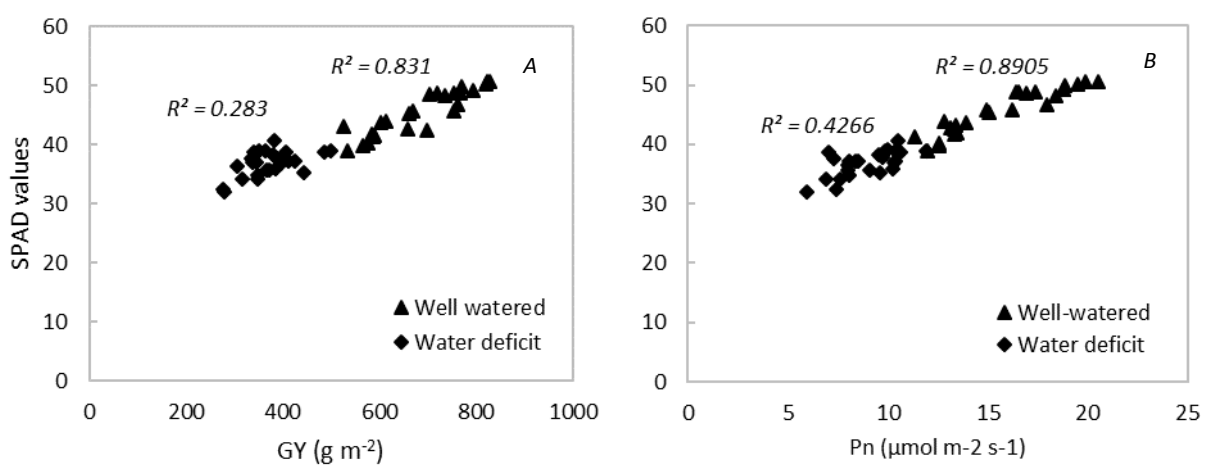 60
50
40
30
20
10
0
SPAD values
R² = 0.831
A
R² = 0.283
Well watered
Water deficit
0 200 400 600 800 1000
GY (g m⁻²)
60
50
40
30
20
10
0
R² = 0.8905
B
R² = 0.4266
Well-watered
Water deficit
0 5 10 15 20 25
Pn (µmol m-2 s-1)